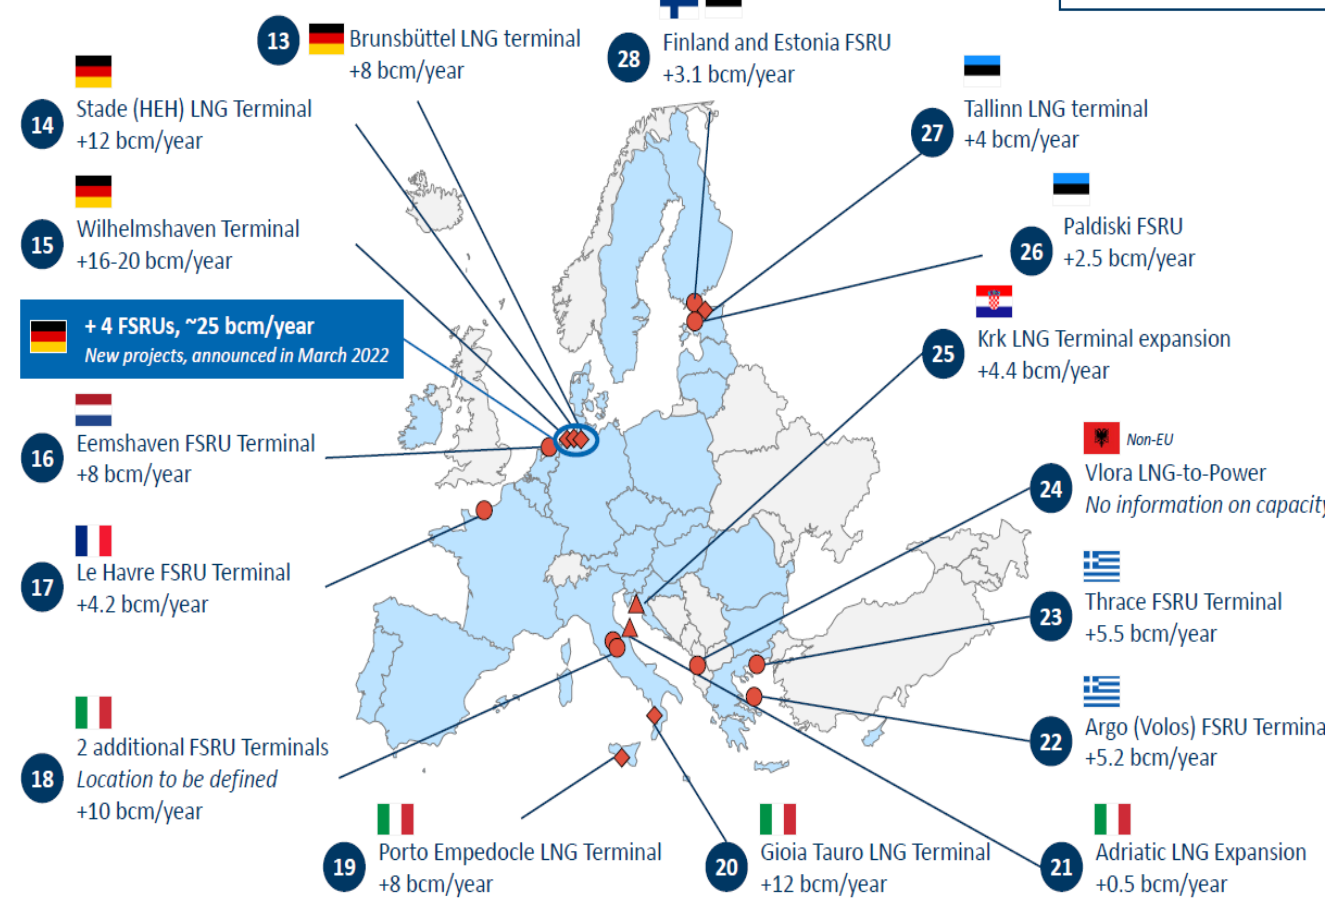 13
Brunsbüttel LNG terminal
+8 bcm/year
28
Finland and Estonia FSRU
+3.1 bcm/year
14
Stade (HEH) LNG Terminal
+12 bcm/year
27
Tallinn LNG terminal
+4 bcm/year
15
Wilhelmshaven Terminal
+16-20 bcm/year
26
Paldiski FSRU
+2.5 bcm/year
+ 4 FSRUs, ~25 bcm/year
New projects, announced in March 2022
25
Krk LNG Terminal expansion
+4.4 bcm/year
16
Eemshaven FSRU Terminal
+8 bcm/year
Non-EU
24
Vlora LNG-to-Power
No information on capacity
17
Le Havre FSRU Terminal
+4.2 bcm/year
23
Thrace FSRU Terminal
+5.5 bcm/year
18
2 additional FSRU Terminals
Location to be defined
+10 bcm/year
22
Argo (Volos) FSRU Terminal
+5.2 bcm/year
19
Porto Empedocle LNG Terminal
+8 bcm/year
20
Gioia Tauro LNG Terminal
+12 bcm/year
21
Adriatic LNG Expansion
+0.5 bcm/year